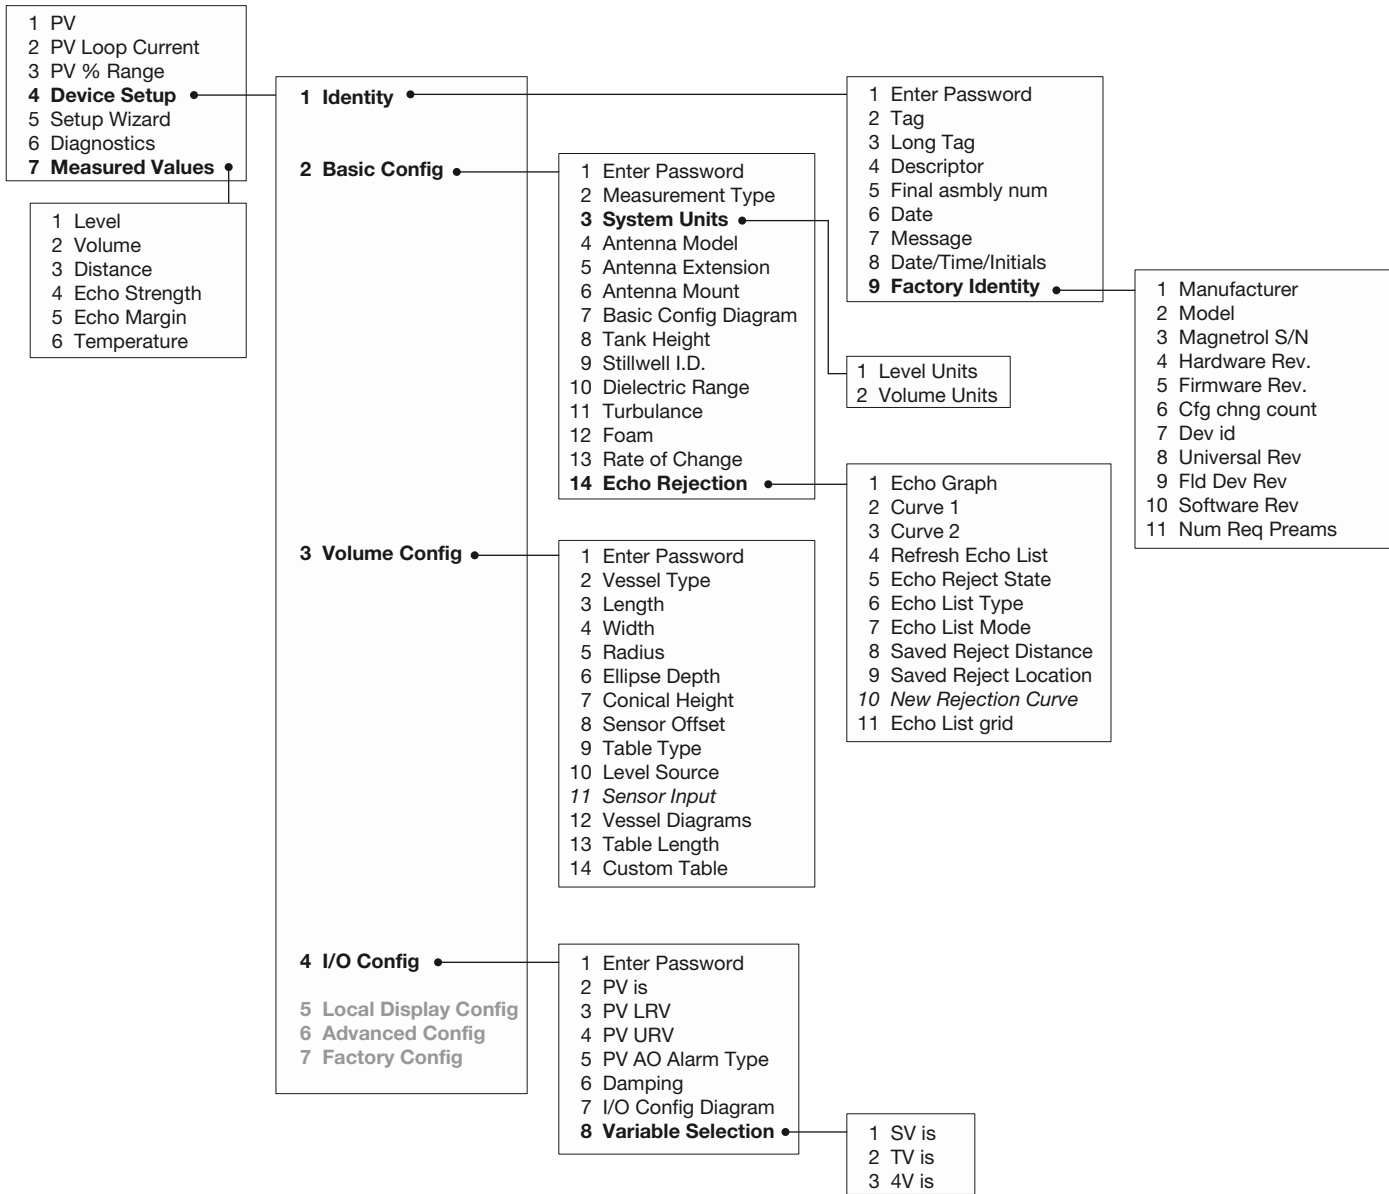 1 PV
2 PV Loop Current
3 PV % Range
4 Device Setup
5 Setup Wizard
6 Diagnostics
7 Measured Values
1 Level
2 Volume
3 Distance
4 Echo Strength
5 Echo Margin
6 Temperature
1 Identity
2 Basic Config
3 Volume Config
4 I/O Config
5 Local Display Config
6 Advanced Config
7 Factory Config
1 Enter Password
2 Measurement Type
3 System Units
4 Antenna Model
5 Antenna Extension
6 Antenna Mount
7 Basic Config Diagram
8 Tank Height
9 Stillwell I.D.
10 Dielectric Range
11 Turbulance
12 Foam
13 Rate of Change
14 Echo Rejection
1 Enter Password
2 Vessel Type
3 Length
4 Width
5 Radius
6 Ellipse Depth
7 Conical Height
8 Sensor Offset
9 Table Type
10 Level Source
11 Sensor Input
12 Vessel Diagrams
13 Table Length
14 Custom Table
1 Enter Password
2 PV is
3 PV LRV
4 PV URV
5 PV AO Alarm Type
6 Damping
7 I/O Config Diagram
8 Variable Selection
1 Enter Password
2 Tag
3 Long Tag
4 Descriptor
5 Final asmbly num
6 Date
7 Message
8 Date/Time/Initials
9 Factory Identity
1 Level Units
2 Volume Units
1 Echo Graph
2 Curve 1
3 Curve 2
4 Refresh Echo List
5 Echo Reject State
6 Echo List Type
7 Echo List Mode
8 Saved Reject Distance
9 Saved Reject Location
10 New Rejection Curve
11 Echo List grid
1 SV is
2 TV is
3 4V is
1 Manufacturer
2 Model
3 Magnetrol S/N
4 Hardware Rev.
5 Firmware Rev.
6 Cfg chng count
7 Dev id
8 Universal Rev
9 Fld Dev Rev
10 Software Rev
11 Num Req Preams